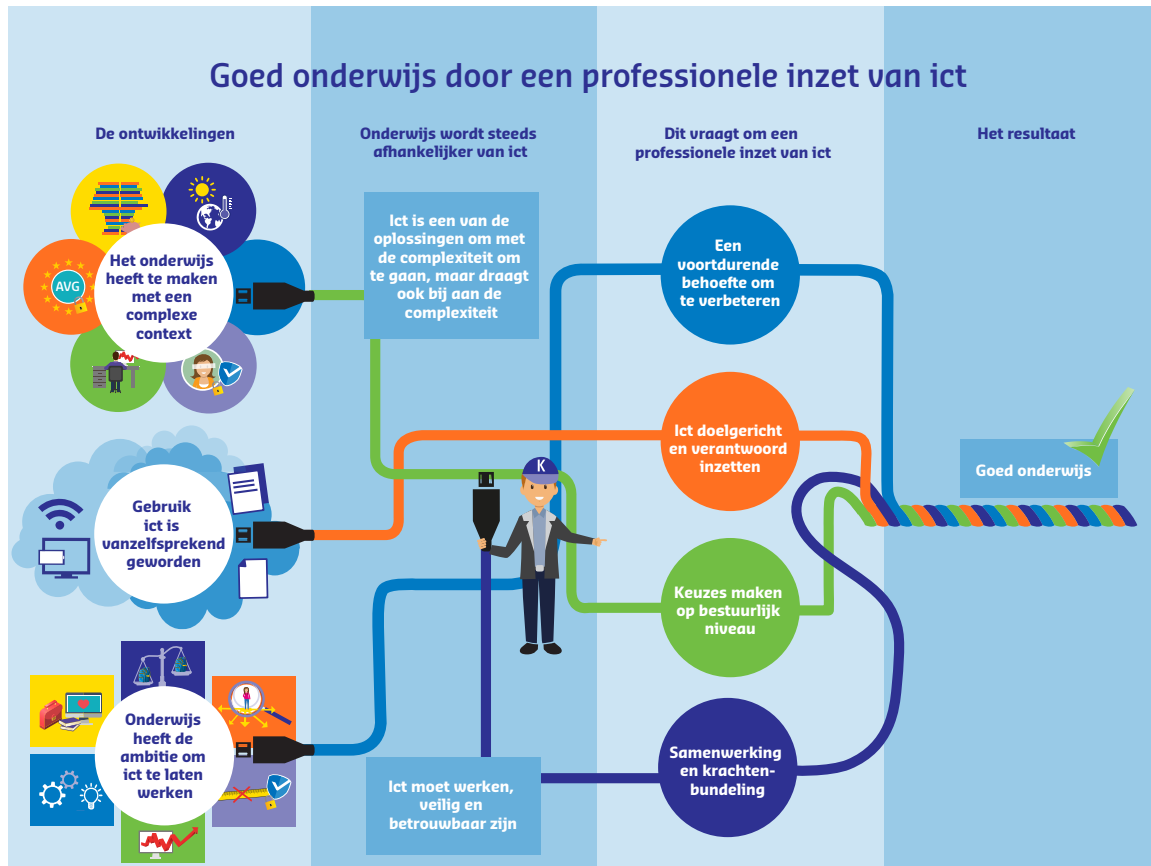 Goed onderwijs door een professionele inzet van ict
De ontwikkelingen
Onderwijs wordt steeds
afhankelijker van ict
Dit vraagt om een
professionele inzet van ict
Het resultaat
AVG
Het onderwijs
heeft te maken
met een
complexe
context
Ict is een van de
oplossingen om met
de complexiteit om
te gaan, maar draagt
ook bij aan de
complexiteit
Een
voortdurende
behoefte om
te verbeteren
Gebruik
ict is
vanzelfsprekend
geworden
K
Ict doelgericht
en verantwoord
inzetten
Goed onderwijs
Keuzes maken
op bestuurlijk
niveau
Onderwijs
heeft de
ambitie om
ict te laten
werken
Ict moet werken,
veilig en
betrouwbaar zijn
Samenwerking
en krachten-
bundeling